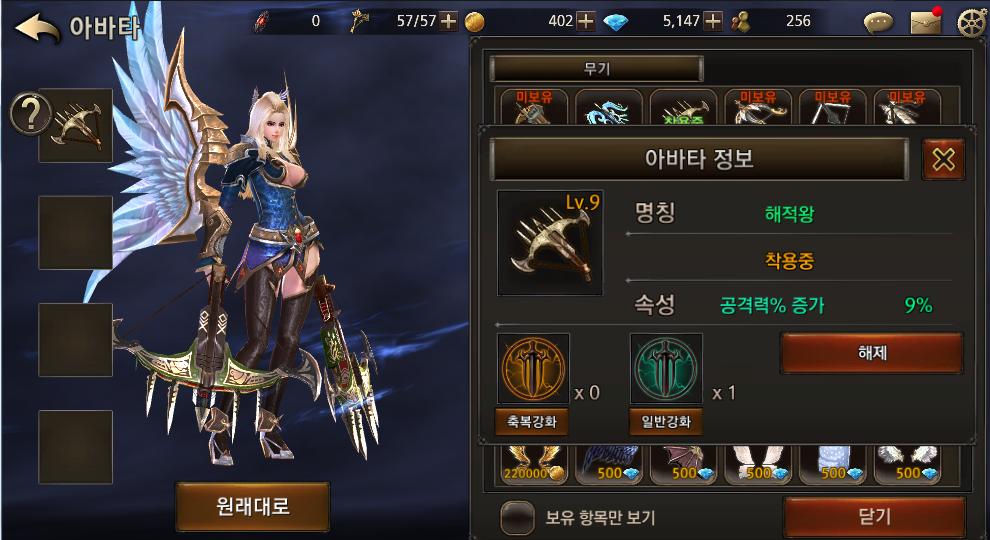 아바타
0
57/57
402
5,147
256
?
무기
미보유
미보유
미보유
미보유
착용중
아바타 정보
Lv.9
명칭
해적왕
착용중
속성
공격력% 증가
9%
x 0
x 1
해제
축복강화
일반강화
220000
500
500
500
500
500
원래대로
보유 항목만 보기
닫기